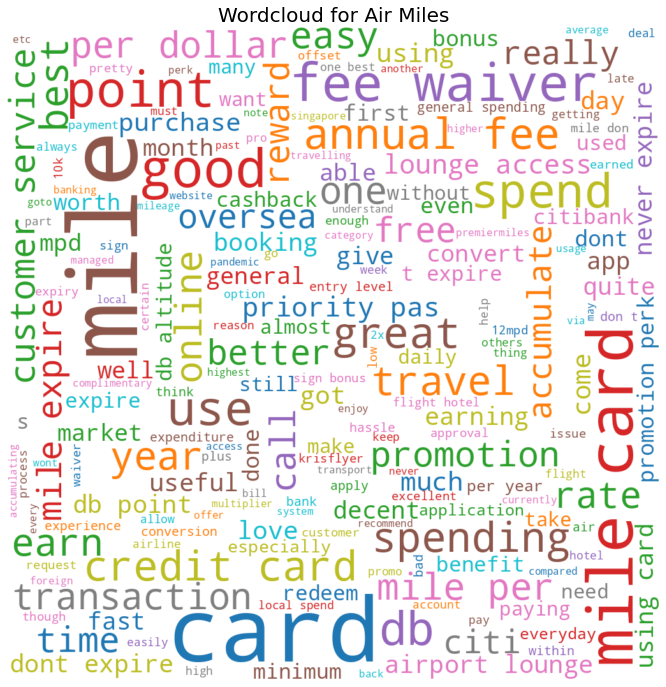 Wordcloud for Air Miles
etc
per dollar
easy
bonus
average
deal
offset
perk
one best
another
late
using
really
pretty
many
note
general spending
getting
best
point
fee waiver
want
singapore
must
pro
higher
mile don
day
payment
purchase
first
travelling
earned
used
customer service
always
10k
month
past
reward
annual fee
never expire
banking
good
able
lounge access
mile
website
cashback
one
without
spend
goto
worth
mileage
understand
even
citibank
part
oversea
enough
free
category
premiermiles
mpd
sign
booking
give
convert
dont
managed
pandemic
go
week
t expire
usage
app
expiry
db altitude
online
general
entry level
accumulate
quite
local
certain
option
priority pas
help
may
don t
via
mile expire
reason
almost
great
12mpd
others
thing
2x
better
low
daily
come
promotion perk
well
highest
still
sign bonus
travel
expire
think
got
enjoy
flight hotel
mile card
use
call
earning
s
market
make
hassle
approval
issue
expenditure
done
keep
complimentary
year
access
plus
krisflyer
promotion
accumulating
process
wont
waiver
useful
transport
never
much
per year
flight
rate
bill
apply
excellent
currently
every
db point
multiplier
bank
decent
application
take
air
experience
allow
offer
system
customer
recommend
earn
conversion
love
spending
bad
hotel
using card
airline
especially
request
credit card
promo
compared
benefit
foreign
redeem
mile per
need
transaction
local spend
account
paying
though
fast
card
db
pay
citi
everyday
time
easily
within
dont expire
high
minimum
back
airport lounge